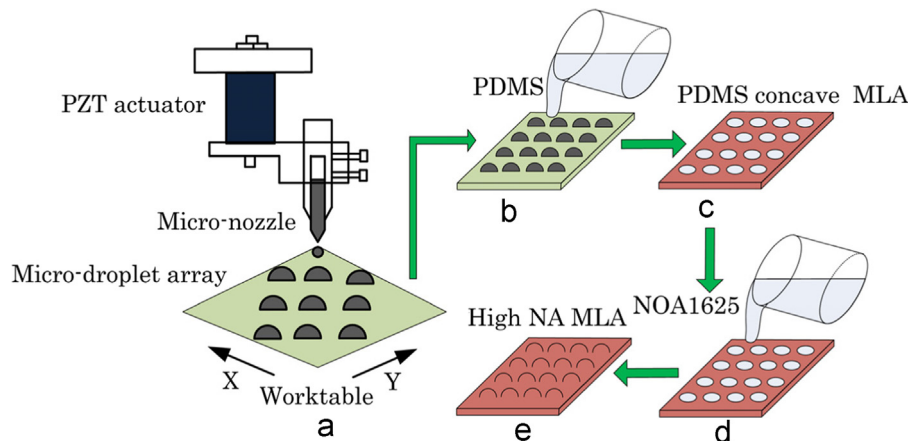 PZT actuator
Micro-nozzle
Micro-droplet array
X
Y
Worktable
a
PDMS
b
PDMS concave MLA
c
NOA1625
d
High NA MLA
e